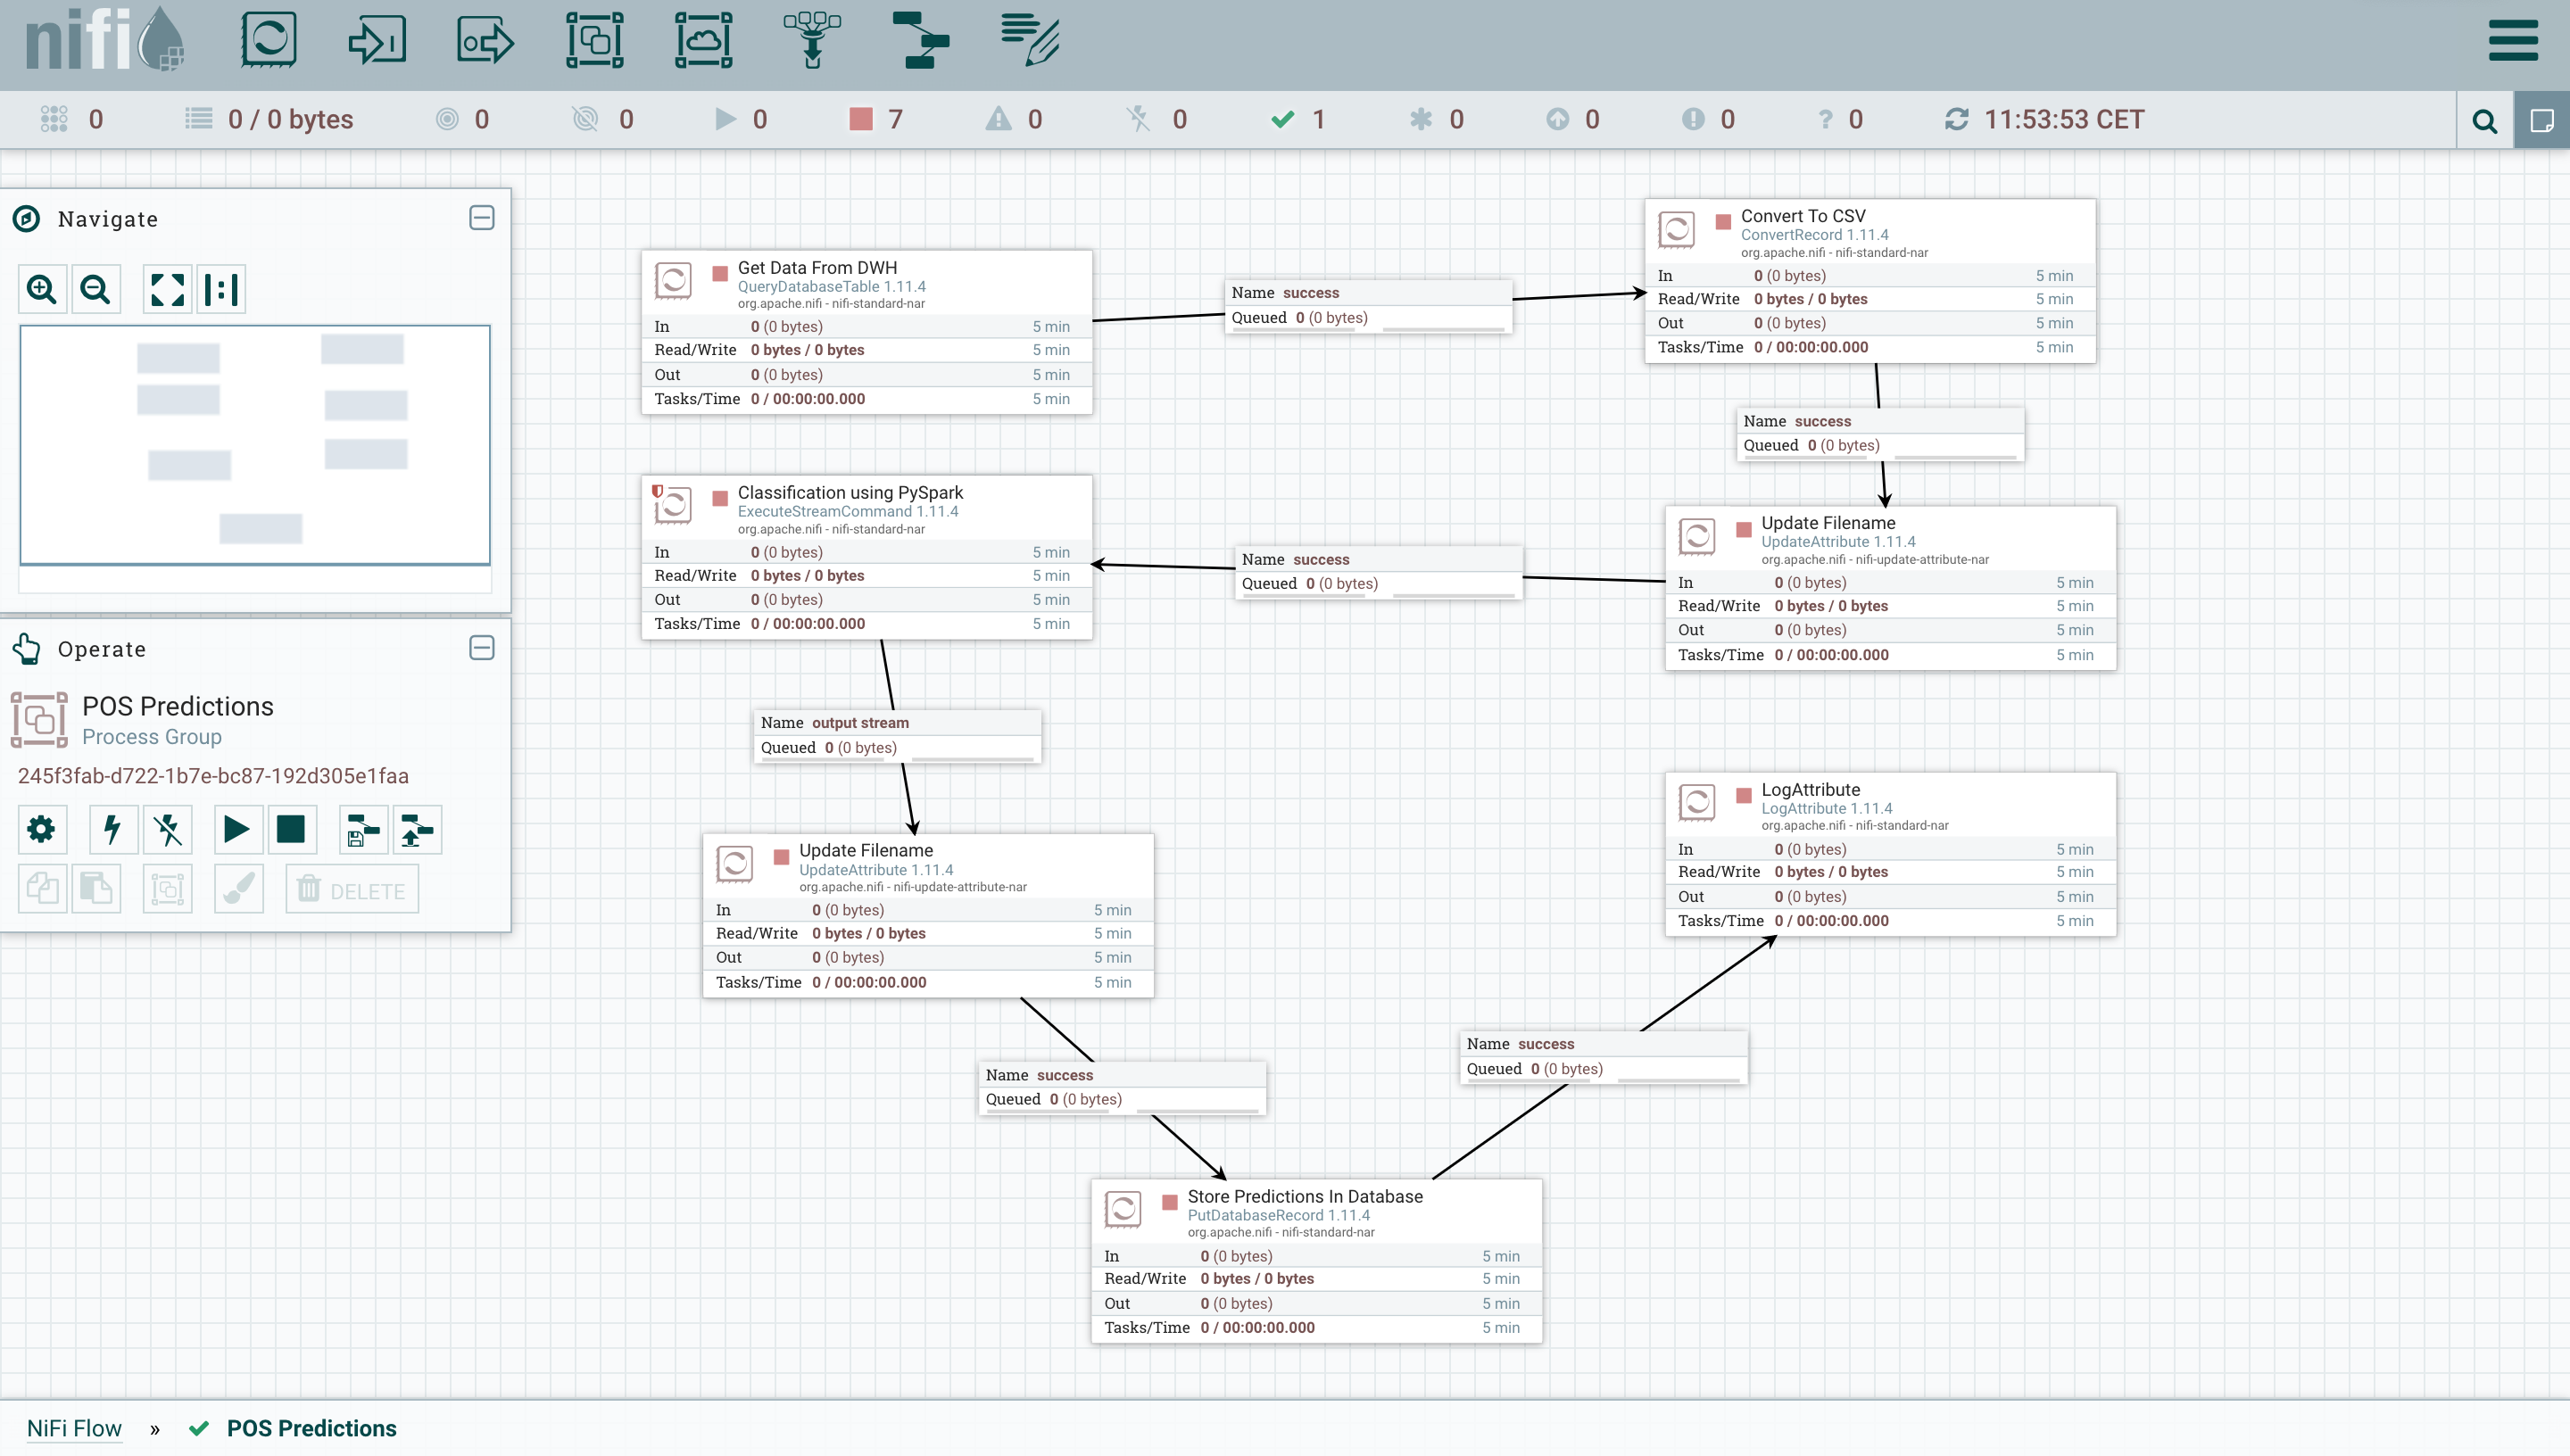 nifi
0 0 / 0 bytes 0 0 0 7 0 0 1 0 0 0 ? 0 11:53:53 CET
Navigate
Operate
POS Predictions
Process Group
245f3fab-d722-1b7e-bc87-192d305e1faa
DELETE
Get Data From DWH
QueryDatabaseTable 1.11.4
org.apache.nifi - nifi-standard-nar
In 0 (0 bytes) 5 min
Read/Write 0 bytes / 0 bytes 5 min
Out 0 (0 bytes) 5 min
Tasks/Time 0 / 00:00:00.000 5 min
Name success
Queued 0 (0 bytes)
Convert To CSV
ConvertRecord 1.11.4
org.apache.nifi - nifi-standard-nar
In 0 (0 bytes) 5 min
Read/Write 0 bytes / 0 bytes 5 min
Out 0 (0 bytes) 5 min
Tasks/Time 0 / 00:00:00.000 5 min
Name success
Queued 0 (0 bytes)
Update Filename
UpdateAttribute 1.11.4
org.apache.nifi - nifi-update-attribute-nar
In 0 (0 bytes) 5 min
Read/Write 0 bytes / 0 bytes 5 min
Out 0 (0 bytes) 5 min
Tasks/Time 0 / 00:00:00.000 5 min
Name success
Queued 0 (0 bytes)
Classification using PySpark
ExecuteStreamCommand 1.11.4
org.apache.nifi - nifi-standard-nar
In 0 (0 bytes) 5 min
Read/Write 0 bytes / 0 bytes 5 min
Out 0 (0 bytes) 5 min
Tasks/Time 0 / 00:00:00.000 5 min
Name output stream
Queued 0 (0 bytes)
Update Filename
UpdateAttribute 1.11.4
org.apache.nifi - nifi-update-attribute-nar
In 0 (0 bytes) 5 min
Read/Write 0 bytes / 0 bytes 5 min
Out 0 (0 bytes) 5 min
Tasks/Time 0 / 00:00:00.000 5 min
Name success
Queued 0 (0 bytes)
Store Predictions In Database
PutDatabaseRecord 1.11.4
org.apache.nifi - nifi-standard-nar
In 0 (0 bytes) 5 min
Read/Write 0 bytes / 0 bytes 5 min
Out 0 (0 bytes) 5 min
Tasks/Time 0 / 00:00:00.000 5 min
Name success
Queued 0 (0 bytes)
LogAttribute
LogAttribute 1.11.4
org.apache.nifi - nifi-standard-nar
In 0 (0 bytes) 5 min
Read/Write 0 bytes / 0 bytes 5 min
Out 0 (0 bytes) 5 min
Tasks/Time 0 / 00:00:00.000 5 min
NiFi Flow » POS Predictions